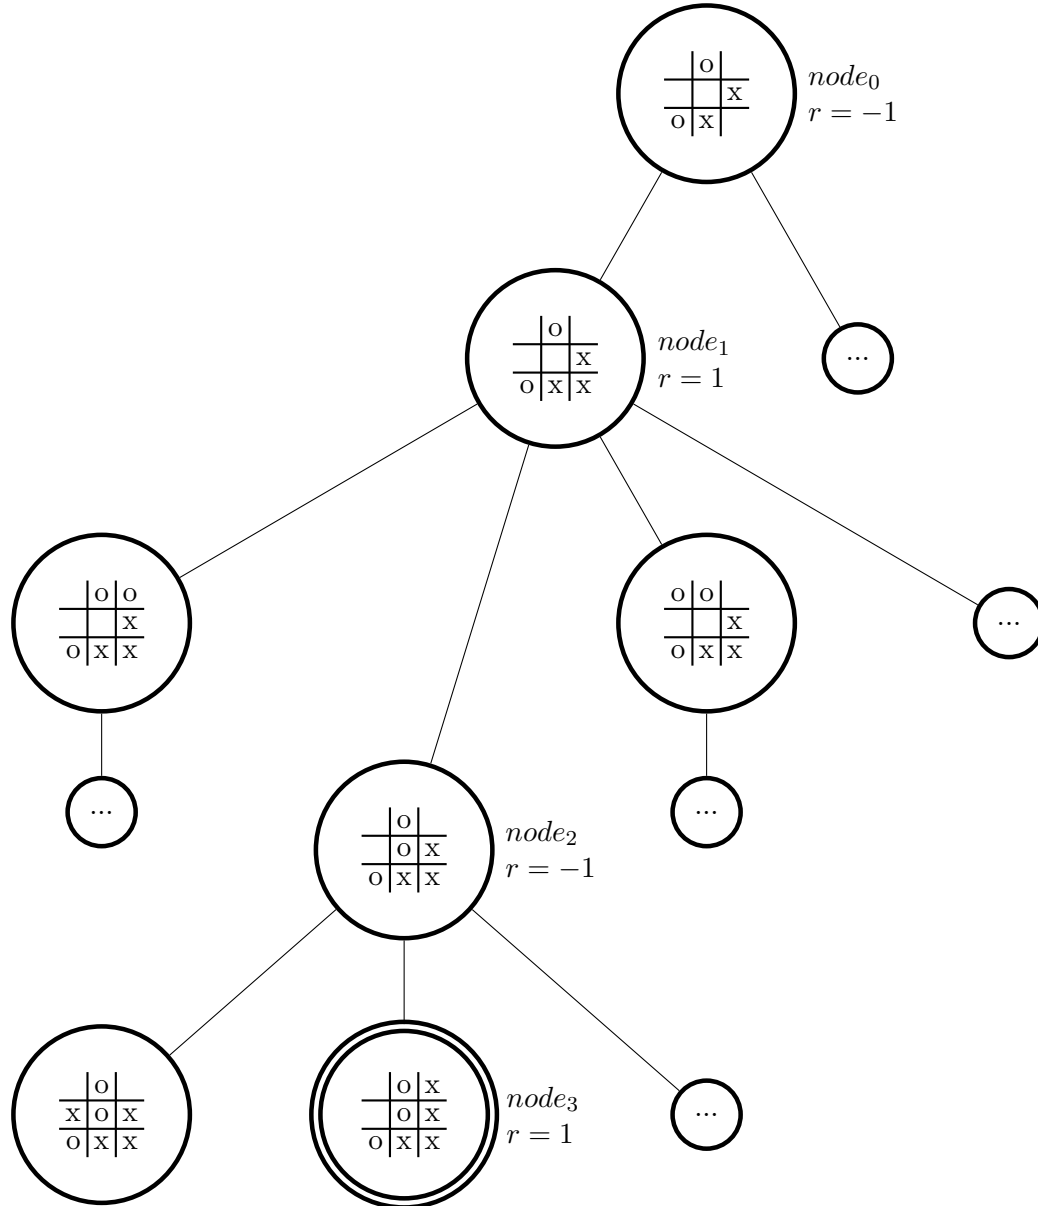 o
x
o x
node0
r = −1
o
x
o x x
node1
r = 1
...
o o
x
o x x
o o
x
o x x
...
...
...
o
o x
o x x
node2
r = −1
o
x o x
o x x
o x
o x
o x x
node3
r = 1
...